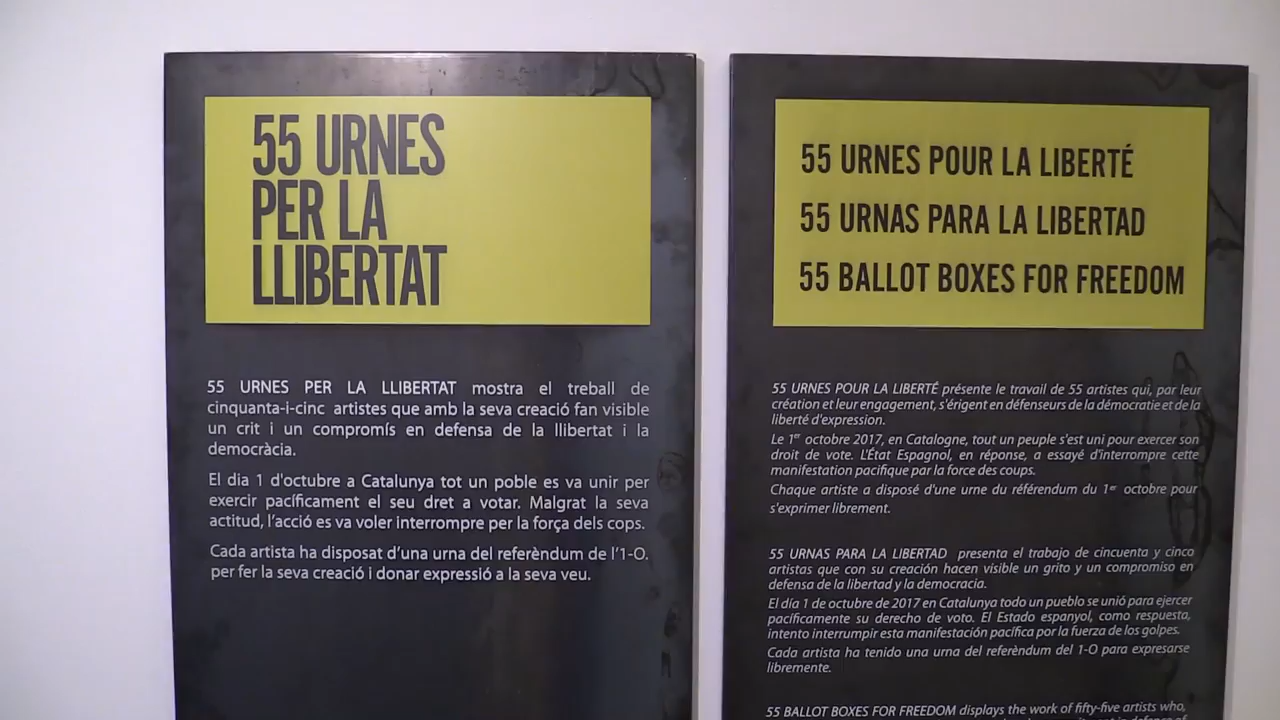 55 URNES
PER LA
LLIBERTAT
55 URNES PER LA LLIBERTAT mostra el treball de
cinquanta-i-cinc artistes que amb la seva creació fan visible
un crit i un compromís en defensa de la llibertat i la
democràcia.
El dia 1 d'octubre a Catalunya tot un poble es va unir per
exercir pacíficament el seu dret a votar. Malgrat la seva
actitud, l'acció es va voler interrompre per la força dels cops.
Cada artista ha disposat d'una urna del referèndum de l'1-O.
per fer la seva creació i donar expressió a la seva veu.
55 URNES POUR LA LIBERTÉ
55 URNAS PARA LA LIBERTAD
55 BALLOT BOXES FOR FREEDOM
55 URNES POUR LA LIBERTÉ présente le travail de 55 artistes qui, par leur
création et leur engagement, s'érigent en défenseurs de la démocratie et de la
liberté d'expression.
Le 1er octobre 2017, en Catalogne, tout un peuple s'est uni pour exercer son
droit de vote. L'État Espagnol, en réponse, a essayé d'interrompre cette
manifestation pacifique par la force des coups.
Chaque artiste a disposé d'une urne du référendum du 1er octobre pour
s'exprimer librement.
55 URNAS PARA LA LIBERTAD presenta el trabajo de cincuenta y cinco
artistas que con su creación hacen visible un grito y un compromiso en
defensa de la libertad y la democracia.
El día 1 de octubre de 2017 en Catalunya todo un pueblo se unió para ejercer
pacíficamente su derecho de voto. El Estado espanyol, como respuesta,
intento interrumpir esta manifestación pacífica por la fuerza de los golpes.
Cada artista ha tenido una urna del referèndum del 1-O para expresarse
libremente.
55 BALLOT BOXES FOR FREEDOM displays the work of fifty-five artists who,